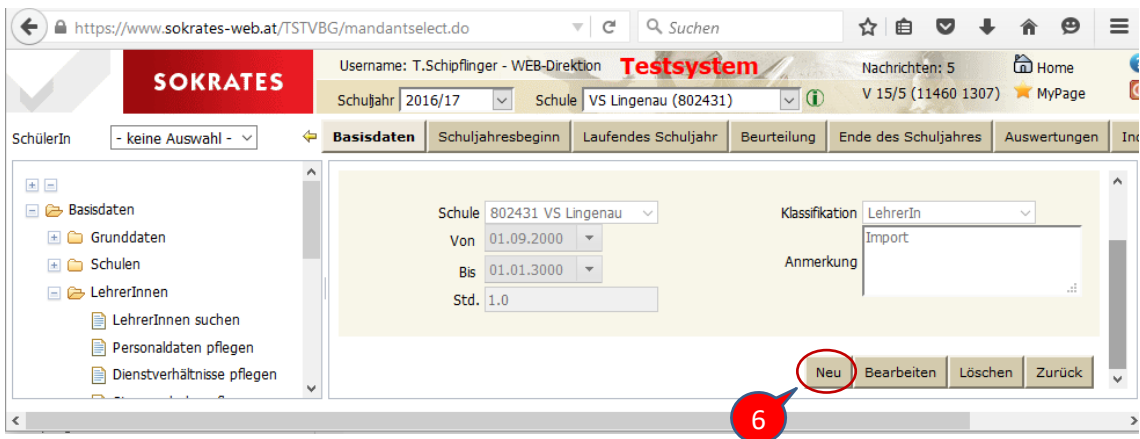 https://www.sokrates-web.at/TSTVBG/mandantselect.do
Suchen
SOKRATES
Username: T.Schipflinger - WEB-Direktion
Testsystem
Nachrichten: 5
Home
Schuljahr 2016/17
Schule VS Lingenau (802431)
V 15/5 (11460 1307)
MyPage
SchülerIn - keine Auswahl -
Basisdaten Schuljahresbeginn Laufendes Schuljahr Beurteilung Ende des Schuljahres Auswertungen
Basisdaten
Grunddaten
Schulen
LehrerInnen
LehrerInnen suchen
Personaldaten pflegen
Dienstverhältnisse pflegen
Schule 802431 VS Lingenau
Klassifikation LehrerIn
Von 01.09.2000
Anmerkung Import
Bis 01.01.3000
Std. 1.0
Neu Bearbeiten Löschen Zurück
6